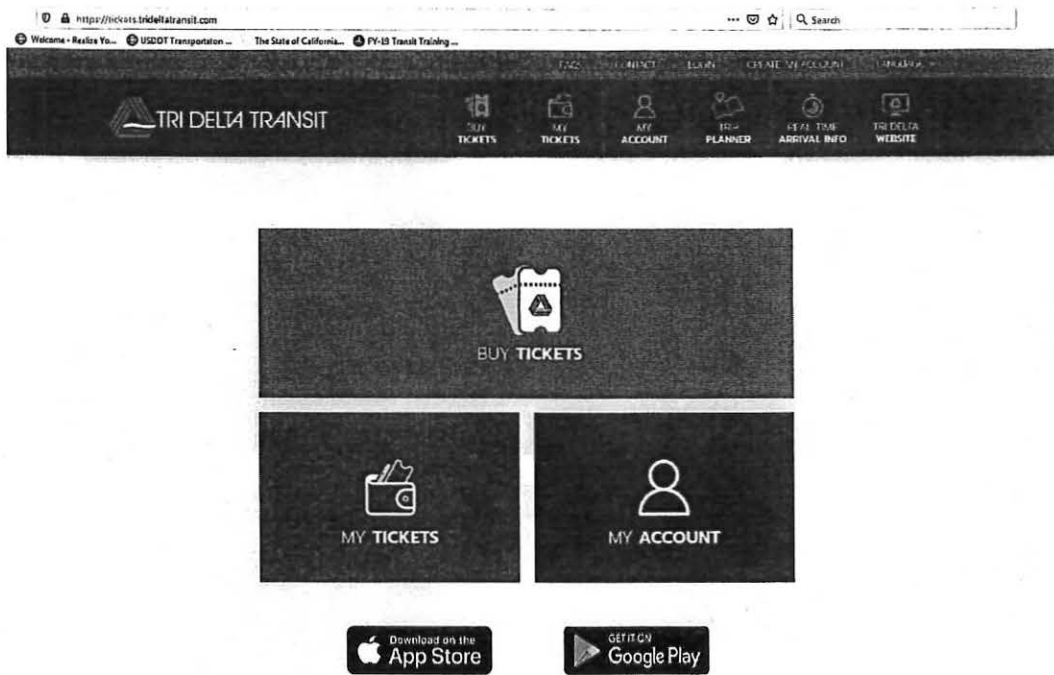 https://tickets.trideltatransit.com
Search
Welcome - Realize Yo...
USDOT Transportation ...
The State of California...
FY-19 Transit Training ...
FAQS
CONTACT
LOGIN
CREATE AN ACCOUNT
LANGUAGE
TRI DELTA TRANSIT
BUY TICKETS
MY TICKETS
MY ACCOUNT
TRIP PLANNER
REAL TIME ARRIVAL INFO
TRI DELTA WEBSITE
BUY TICKETS
MY TICKETS
MY ACCOUNT
Download on the
App Store
GET IT ON
Google Play